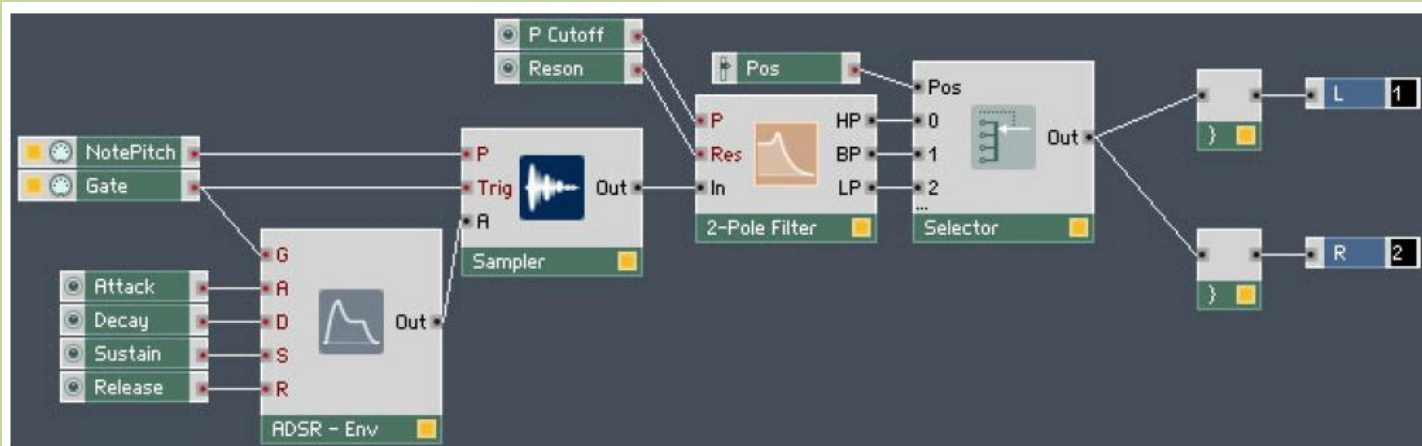 P Cutoff
Reson
NotePitch
Gate
Attack
Decay
Sustain
Release
G
A
D
S
R
Out
ADSR - Env
P
Trig
A
Out
Sampler
P
Res
In
HP
BP
LP
2-Pole Filter
Pos
Pos
0
1
2
...
Out
Selector
}
L 1
}
R 2